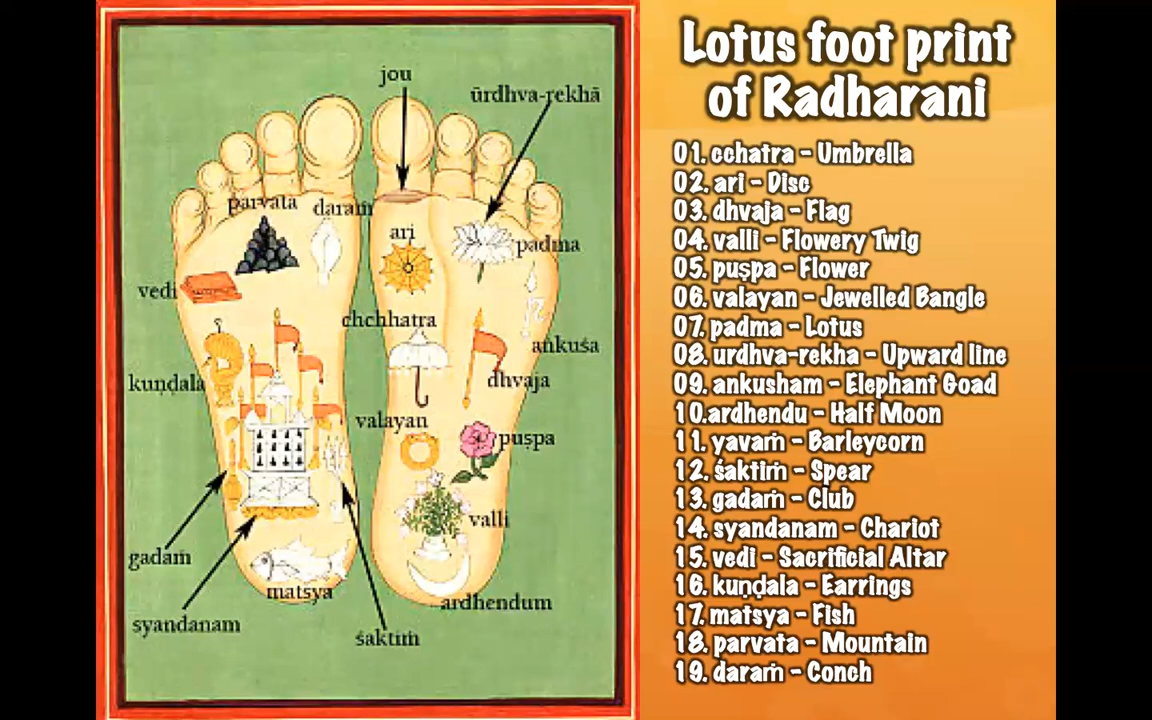 jou
ūrdhva-rekhā
parvata
daraṁ
ari
padma
vedi
chchhatra
aṅkuśa
kuṇḍala
dhvaja
valayan
puṣpa
valli
gadaṁ
matsya
ardhendum
syandanam
śaktiṁ
Lotus foot print
of Radharani
01. cchatra - Umbrella
02. ari - Disc
03. dhvaja - Flag
04. valli - Flowery Twig
05. puṣpa - Flower
06. valayan - Jewelled Bangle
07. padma - Lotus
08. urdhva-rekha - Upward line
09. ankusham - Elephant Goad
10.ardhendu - Half Moon
11. yavaṁ - Barleycorn
12. śaktiṁ - Spear
13. gadaṁ - Club
14. syandanam - Chariot
15. vedi - Sacrificial Altar
16. kuṇḍala - Earrings
17. matsya - Fish
18. parvata - Mountain
19. daraṁ - Conch